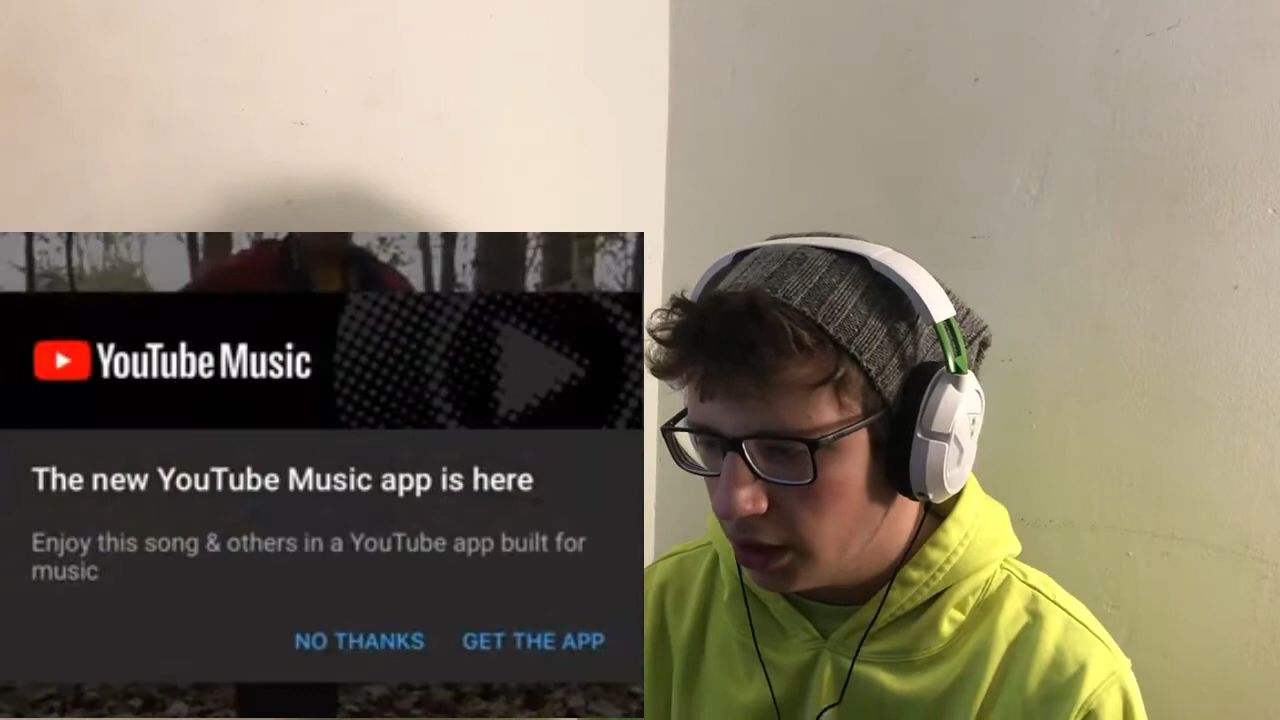 YouTube Music
The new YouTube Music app is here
Enjoy this song & others in a YouTube app built for
music
NO THANKS GET THE APP